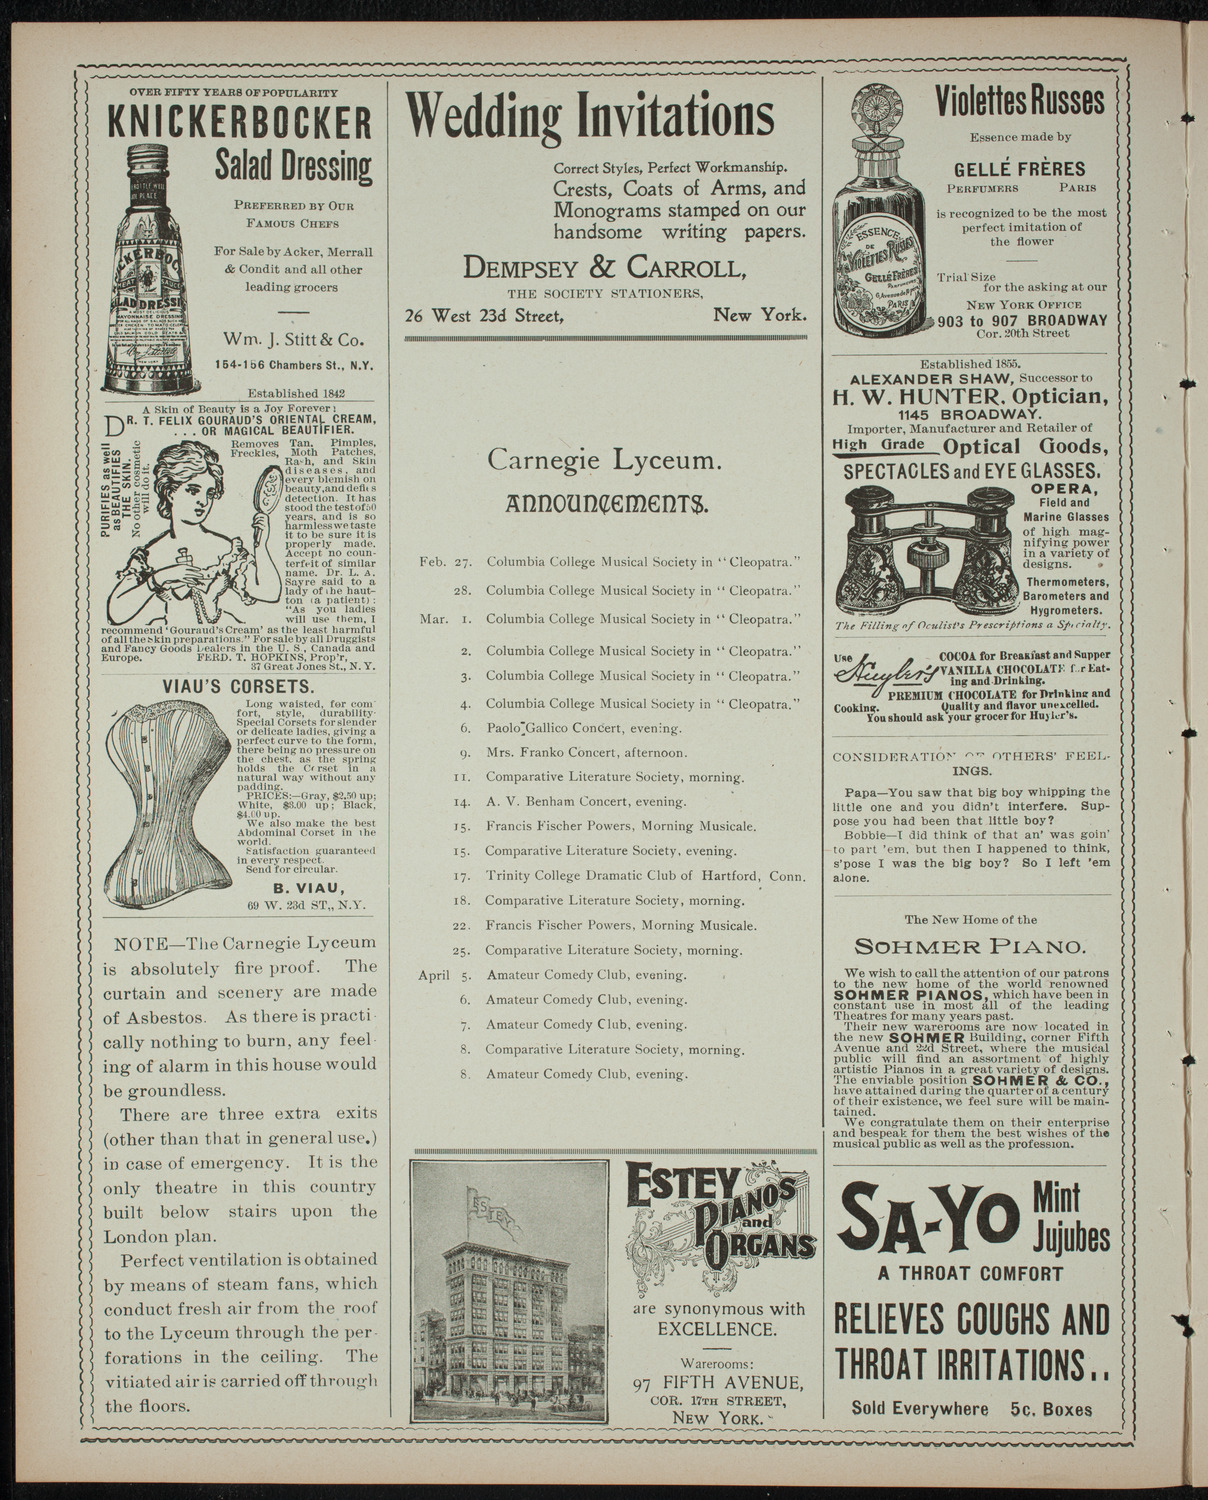 OVER FIFTY YEARS OF POPULARITY
KNICKERBOCKER
Salad Dressing
PREFERRED BY OUR
FAMOUS CHEFS
For Sale by Acker, Merrall
& Condit and all other
leading grocers
Wm. J. Stitt & Co.
154-156 Chambers St., N.Y.
Established 1842
A Skin of Beauty is a Joy Forever:
DR. T. FELIX GOURAUD'S ORIENTAL CREAM,
. . . OR MAGICAL BEAUTIFIER.
PURIFIES as well
as BEAUTIFIES
THE SKIN.
No other cosmetic
will do it.
Removes Tan, Pimples,
Freckles, Moth Patches,
Rash, and Skin
diseases, and
every blemish on
beauty, and defies
detection. It has
stood the test of 50
years, and is so
harmless we taste
it to be sure it is
properly made.
Accept no coun-
terfeit of similar
name. Dr. L. A.
Sayre said to a
lady of the haut-
ton (a patient):
"As you ladies
will use them, I
recommend 'Gouraud's Cream' as the least harmful
of all the skin preparations." For sale by all Druggists
and Fancy Goods Dealers in the U. S., Canada and
Europe. FERD. T. HOPKINS, Prop'r,
37 Great Jones St., N. Y.
VIAU'S CORSETS.
Long waisted, for com
fort, style, durability
Special Corsets for slender
or delicate ladies, giving a
perfect curve to the form,
there being no pressure on
the chest, as the spring
holds the Corset in a
natural way without any
padding.
PRICES:—Gray, $2.50 up;
White, $3.00 up; Black,
$4.00 up.
We also make the best
Abdominal Corset in the
world.
Satisfaction guaranteed
in every respect.
Send for circular.
B. VIAU,
69 W. 23d ST., N.Y.
NOTE—The Carnegie Lyceum
is absolutely fire proof. The
curtain and scenery are made
of Asbestos. As there is practi-
cally nothing to burn, any feel-
ing of alarm in this house would
be groundless.
There are three extra exits
(other than that in general use.)
in case of emergency. It is the
only theatre in this country
built below stairs upon the
London plan.
Perfect ventilation is obtained
by means of steam fans, which
conduct fresh air from the roof
to the Lyceum through the per-
forations in the ceiling. The
vitiated air is carried off through
the floors.
Wedding Invitations
Correct Styles, Perfect Workmanship.
Crests, Coats of Arms, and
Monograms stamped on our
handsome writing papers.
DEMPSEY & CARROLL,
THE SOCIETY STATIONERS,
26 West 23d Street, New York.
Carnegie Lyceum.
ANNOUNCEMENTS.
Feb. 27. Columbia College Musical Society in "Cleopatra."
28. Columbia College Musical Society in "Cleopatra.'
Mar. 1. Columbia College Musical Society in "Cleopatra."
2. Columbia College Musical Society in "Cleopatra."
3. Columbia College Musical Society in "Cleopatra."
4. Columbia College Musical Society in "Cleopatra."
6. Paolo Gallico Concert, evening.
9. Mrs. Franko Concert, afternoon.
11. Comparative Literature Society, morning.
14. A. V. Benham Concert, evening.
15. Francis Fischer Powers, Morning Musicale.
15. Comparative Literature Society, evening.
17. Trinity College Dramatic Club of Hartford, Conn.
18. Comparative Literature Society, morning.
22. Francis Fischer Powers, Morning Musicale.
25. Comparative Literature Society, morning.
April 5. Amateur Comedy Club, evening.
6. Amateur Comedy Club, evening.
7. Amateur Comedy Club, evening.
8. Comparative Literature Society, morning.
8. Amateur Comedy Club, evening.
ESTEY
ESTEY
PIANOS
and
ORGANS
are synonymous with
EXCELLENCE.
Warerooms:
97 FIFTH AVENUE,
COR. 17TH STREET,
NEW YORK.
Violettes Russes
Essence made by
GELLÉ FRÈRES
PERFUMERS PARIS
is recognized to be the most
perfect imitation of
the flower
Trial Size
for the asking at our
NEW YORK OFFICE
903 to 907 BROADWAY
Cor. 20th Street
ESSENCE
DE
Violettes Russes
GELLÉ FRÈRES
PARIS
Established 1855.
ALEXANDER SHAW, Successor to
H. W. HUNTER, Optician,
1145 BROADWAY.
Importer, Manufacturer and Retailer of
High Grade Optical Goods,
SPECTACLES and EYE GLASSES,
OPERA,
Field and
Marine Glasses
of high mag-
nifying power
in a variety of
designs.
Thermometers,
Barometers and
Hygrometers.
The Filling of Oculist's Prescriptions a Specialty.
Use Huyler's COCOA for Breakfast and Supper
VANILLA CHOCOLATE for Eat-
ing and Drinking.
PREMIUM CHOCOLATE for Drinking and
Cooking. Quality and flavor unexcelled.
You should ask your grocer for Huyler's.
CONSIDERATION OF OTHERS' FEEL-
INGS.
Papa—You saw that big boy whipping the
little one and you didn't interfere. Sup-
pose you had been that little boy?
Bobbie—I did think of that an' was goin'
to part 'em, but then I happened to think,
s'pose I was the big boy? So I left 'em
alone.
The New Home of the
SOHMER PIANO.
We wish to call the attention of our patrons
to the new home of the world renowned
SOHMER PIANOS, which have been in
constant use in most all of the leading
Theatres for many years past.
Their new warerooms are now located in
the new SOHMER Building, corner Fifth
Avenue and 22d Street, where the musical
public will find an assortment of highly
artistic Pianos in a great variety of designs.
The enviable position SOHMER & CO.,
have attained during the quarter of a century
of their existence, we feel sure will be main-
tained.
We congratulate them on their enterprise
and bespeak for them the best wishes of the
musical public as well as the profession.
SA-YO Mint
Jujubes
A THROAT COMFORT
RELIEVES COUGHS AND
THROAT IRRITATIONS..
Sold Everywhere 5c. Boxes